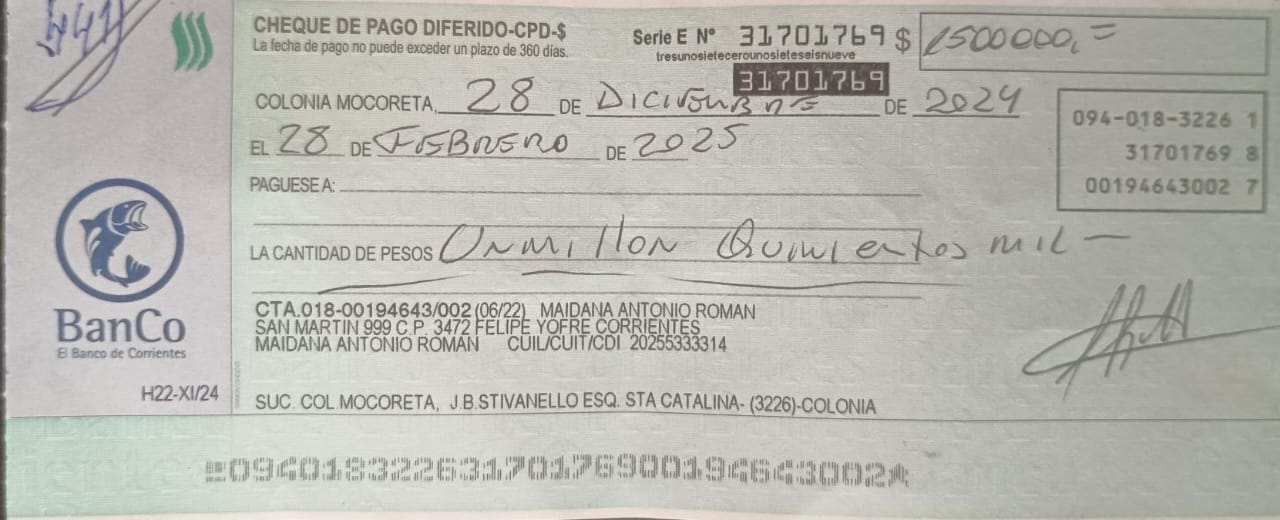 441
CHEQUE DE PAGO DIFERIDO-CPD-$
La fecha de pago no puede exceder un plazo de 360 días.
Serie E Nº 31701769 $ 1500000,=
tresunosietecerounosieteseisnueve
31701769
COLONIA MOCORETA, 28 DE DICIEMBRE DE 2024
EL 28 DE FEBRERO DE 2025
094-018-3226 1
31701769 8
00194643002 7
PAGUESE A:
LA CANTIDAD DE PESOS Un millon Quinientos mil —
CTA.018-00194643/002 (06/22) MAIDANA ANTONIO ROMAN
SAN MARTIN 999 C.P. 3472 FELIPE YOFRE CORRIENTES
MAIDANA ANTONIO ROMAN CUIL/CUIT/CDI 20255333314
BanCo
El Banco de Corrientes
H22-XI/24
SUC. COL.MOCORETA, J.B.STIVANELLO ESQ. STA CATALINA- (3226)-COLONIA
09401832263170176900194643002